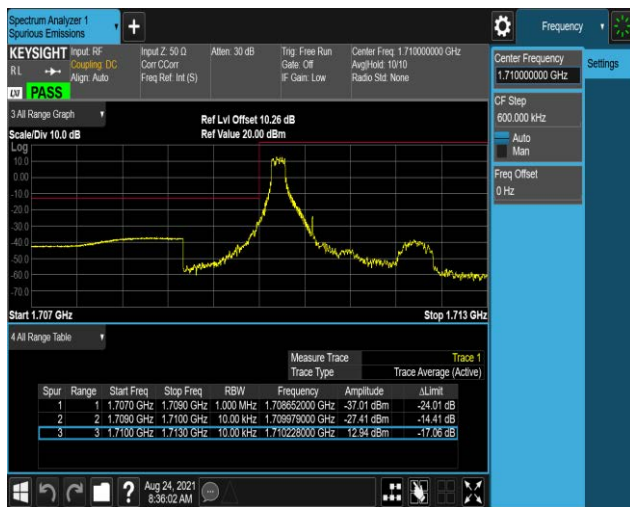 Spectrum Analyzer 1
Spurious Emissions
Frequency
KEYSIGHT Input: RF Input Z: 50 Ω Atten: 30 dB Trig: Free Run Center Freq: 1.710000000 GHz
RL Coupling: DC Corr CCorr Gate: Off Avg|Hold: 10/10
Align: Auto Freq Ref: Int (S) IF Gain: Low Radio Std: None
LXI PASS
Center Frequency
1.710000000 GHz
Settings
CF Step
600.000 kHz
Auto
Man
Freq Offset
0 Hz
3 All Range Graph
Ref Lvl Offset 10.26 dB
Scale/Div 10.0 dB Ref Value 20.00 dBm
Log
10.0
0.00
-10.0
-20.0
-30.0
-40.0
-50.0
-60.0
-70.0
Start 1.707 GHz Stop 1.713 GHz
4 All Range Table
Measure Trace Trace 1
Trace Type Trace Average (Active)
Spur Range Start Freq Stop Freq RBW Frequency Amplitude ΔLimit
1 1 1.7070 GHz 1.7090 GHz 1.000 MHz 1.708652000 GHz -37.01 dBm -24.01 dB
2 2 1.7090 GHz 1.7100 GHz 10.00 kHz 1.709979000 GHz -27.41 dBm -14.41 dB
3 3 1.7100 GHz 1.7130 GHz 10.00 kHz 1.710228000 GHz 12.94 dBm -17.06 dB
? Aug 24, 2021
8:36:02 AM